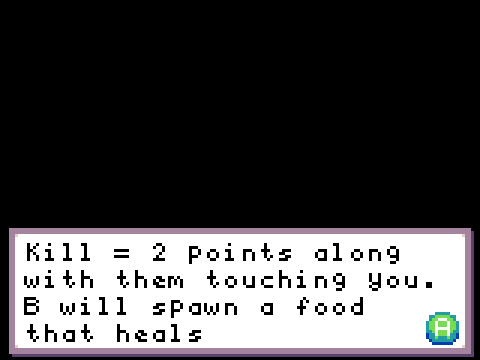 Kill = 2 points along
with them touching you.
B will spawn a food
that heals
A